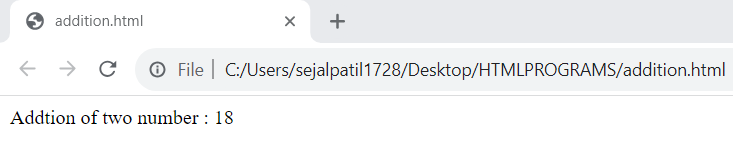 addition.html
File | C:/Users/sejalpatil1728/Desktop/HTMLPROGRAMS/addition.html
Addtion of two number : 18